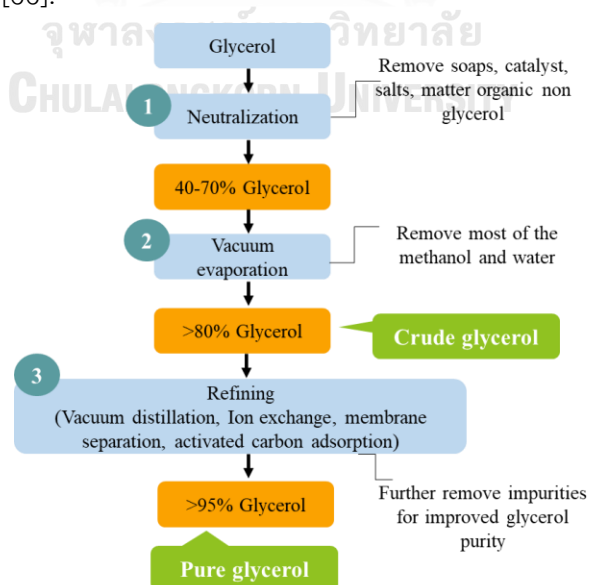 [60].
จุฬาลงกรณ์มหาวิทยาลัย
CHULALONGKORN UNIVERSITY
Glycerol
Remove soaps, catalyst,
salts, matter organic non
glycerol
1
Neutralization
40-70% Glycerol
2
Vacuum
evaporation
Remove most of the
methanol and water
>80% Glycerol
Crude glycerol
3
Refining
(Vacuum distillation, Ion exchange, membrane
separation, activated carbon adsorption)
Further remove impurities
for improved glycerol
purity
>95% Glycerol
Pure glycerol